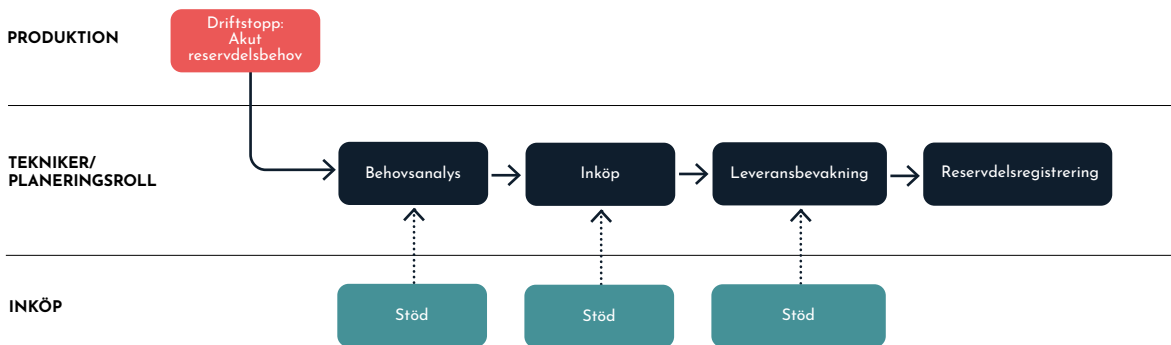 PRODUKTION
Driftstopp:
Akut
reservdelsbehov
TEKNIKER/
PLANERINGSROLL
Behovsanalys
Inköp
Leveransbevakning
Reservdelsregistrering
INKÖP
Stöd
Stöd
Stöd